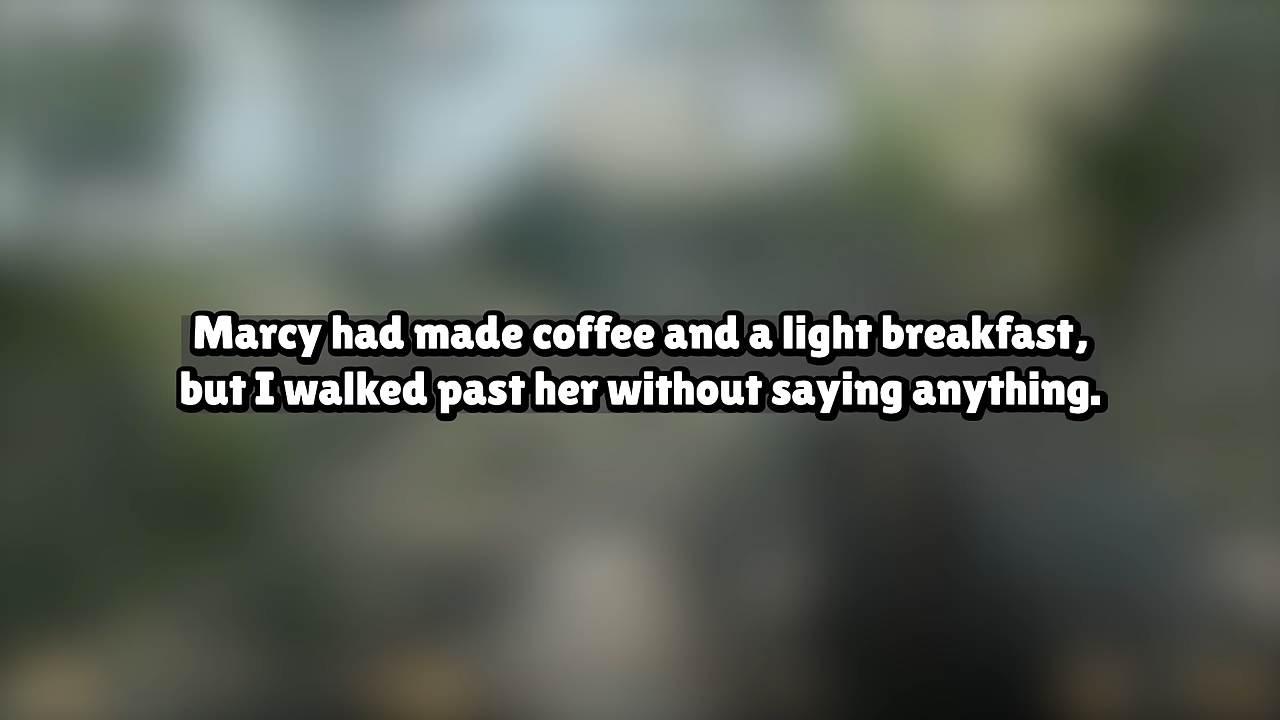 Marcy had made coffee and a light breakfast,
but I walked past her without saying anything.